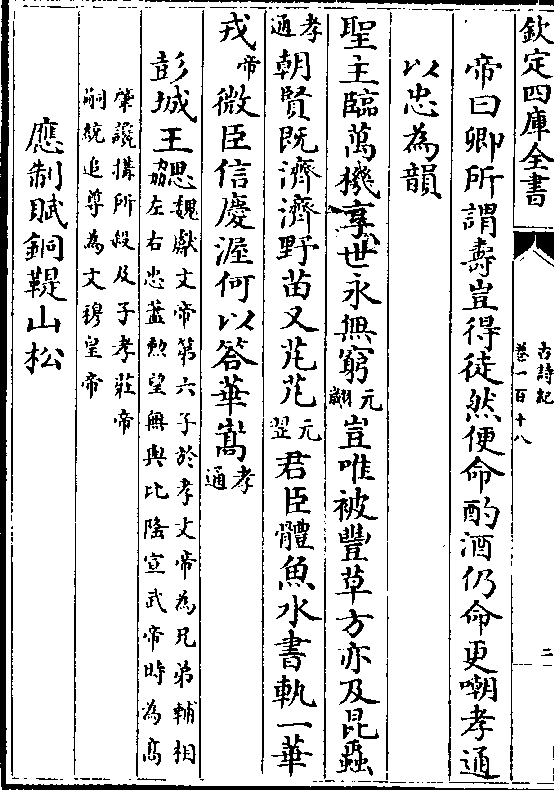 欽定四庫全書
古詩紀
卷一百十八
二
帝曰卿所謂壽豈得徒然便命酌酒仍命更嘲孝通
以忠為韻
聖主臨萬機享世永無窮元翽豈唯被豐草方亦及昆蟲
孝通朝賢既濟濟野苗又芃芃元翌君臣體魚水書軌一華
戎帝微臣信慶渥何以答華嵩孝通
彭城王勰魏獻文帝第六子於孝文帝為兄弟輔相
左右忠蓋勲望無與比隆宣武帝時為髙
肇讒搆所殺及子孝莊帝
嗣統追尊為文穆皇帝
應制賦銅鞮山松